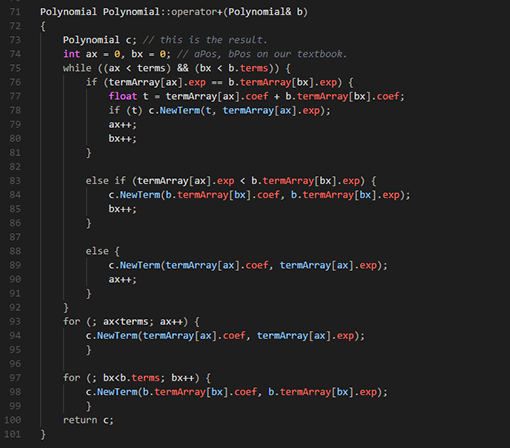 71 Polynomial Polynomial::operator+(Polynomial& b)
72 {
73     Polynomial c; // this is the result.
74     int ax = 0, bx = 0; // aPos, bPos on our textbook.
75     while ((ax < terms) && (bx < b.terms)) {
76         if (termArray[ax].exp == b.termArray[bx].exp) {
77             float t = termArray[ax].coef + b.termArray[bx].coef;
78             if (t) c.NewTerm(t, termArray[ax].exp);
79             ax++;
80             bx++;
81         }
82
83         else if (termArray[ax].exp < b.termArray[bx].exp) {
84             c.NewTerm(b.termArray[bx].coef, b.termArray[bx].exp);
85             bx++;
86         }
87
88         else {
89             c.NewTerm(termArray[ax].coef, termArray[ax].exp);
90             ax++;
91         }
92     }
93     for (; ax<terms; ax++) {
94         c.NewTerm(termArray[ax].coef, termArray[ax].exp);
95         }
96
97     for (; bx<b.terms; bx++) {
98         c.NewTerm(b.termArray[bx].coef, b.termArray[bx].exp);
99         }
100     return c;
101 }